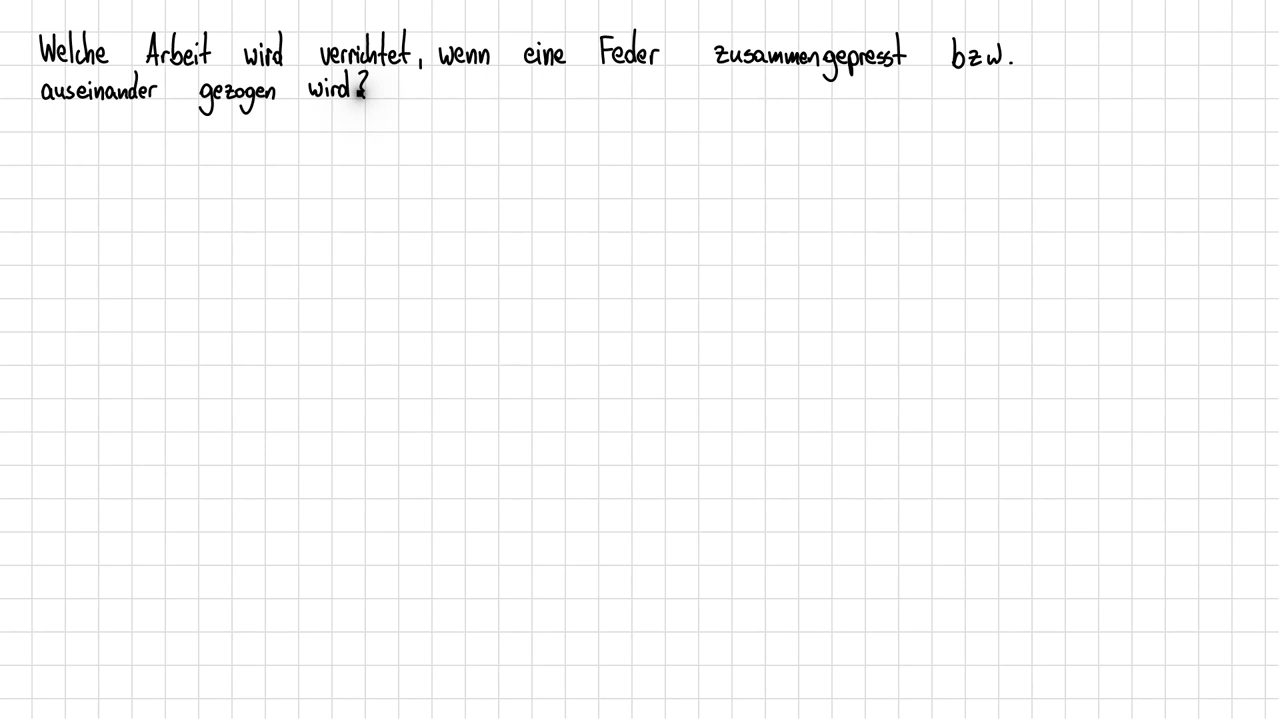 Welche Arbeit wird verrichtet, wenn eine Feder zusammengepresst bzw.
auseinander gezogen wird?